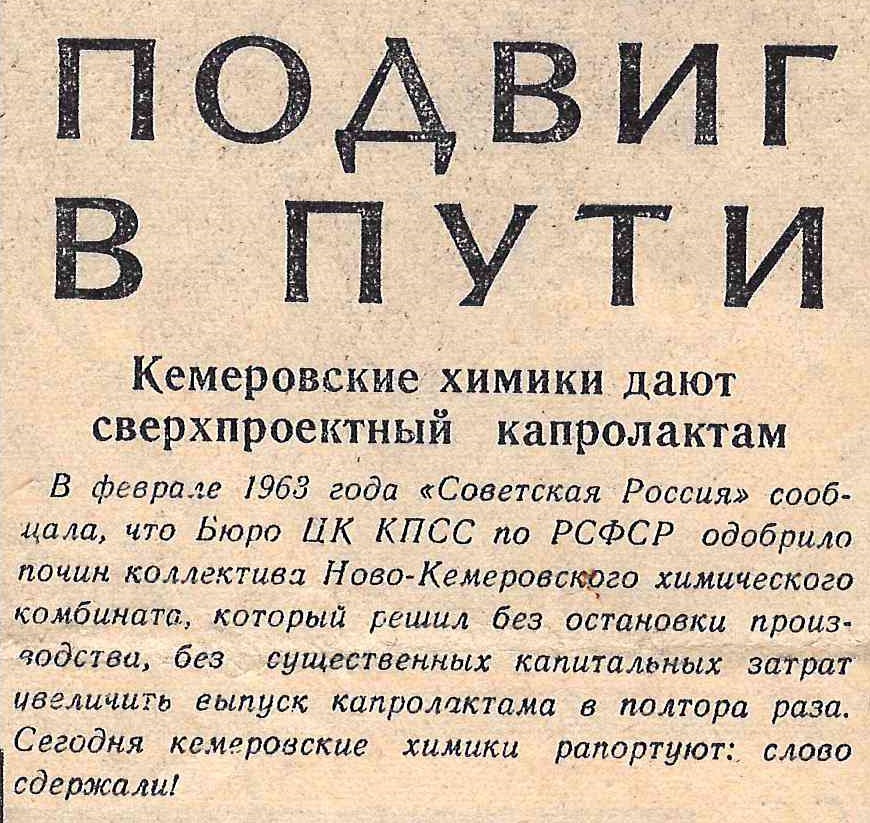 ПОДВИГ
В ПУТИ
Кемеровские химики дают
сверхпроектный капролактам
В феврале 1963 года «Советская Россия» сооб-
щала, что Бюро ЦК КПСС по РСФСР одобрило
почин коллектива Ново-Кемеровского химического
комбината, который решил без остановки произ-
водства, без существенных капитальных затрат
увеличить выпуск капролактама в полтора раза.
Сегодня кемеровские химики рапортуют: слово
сдержали!